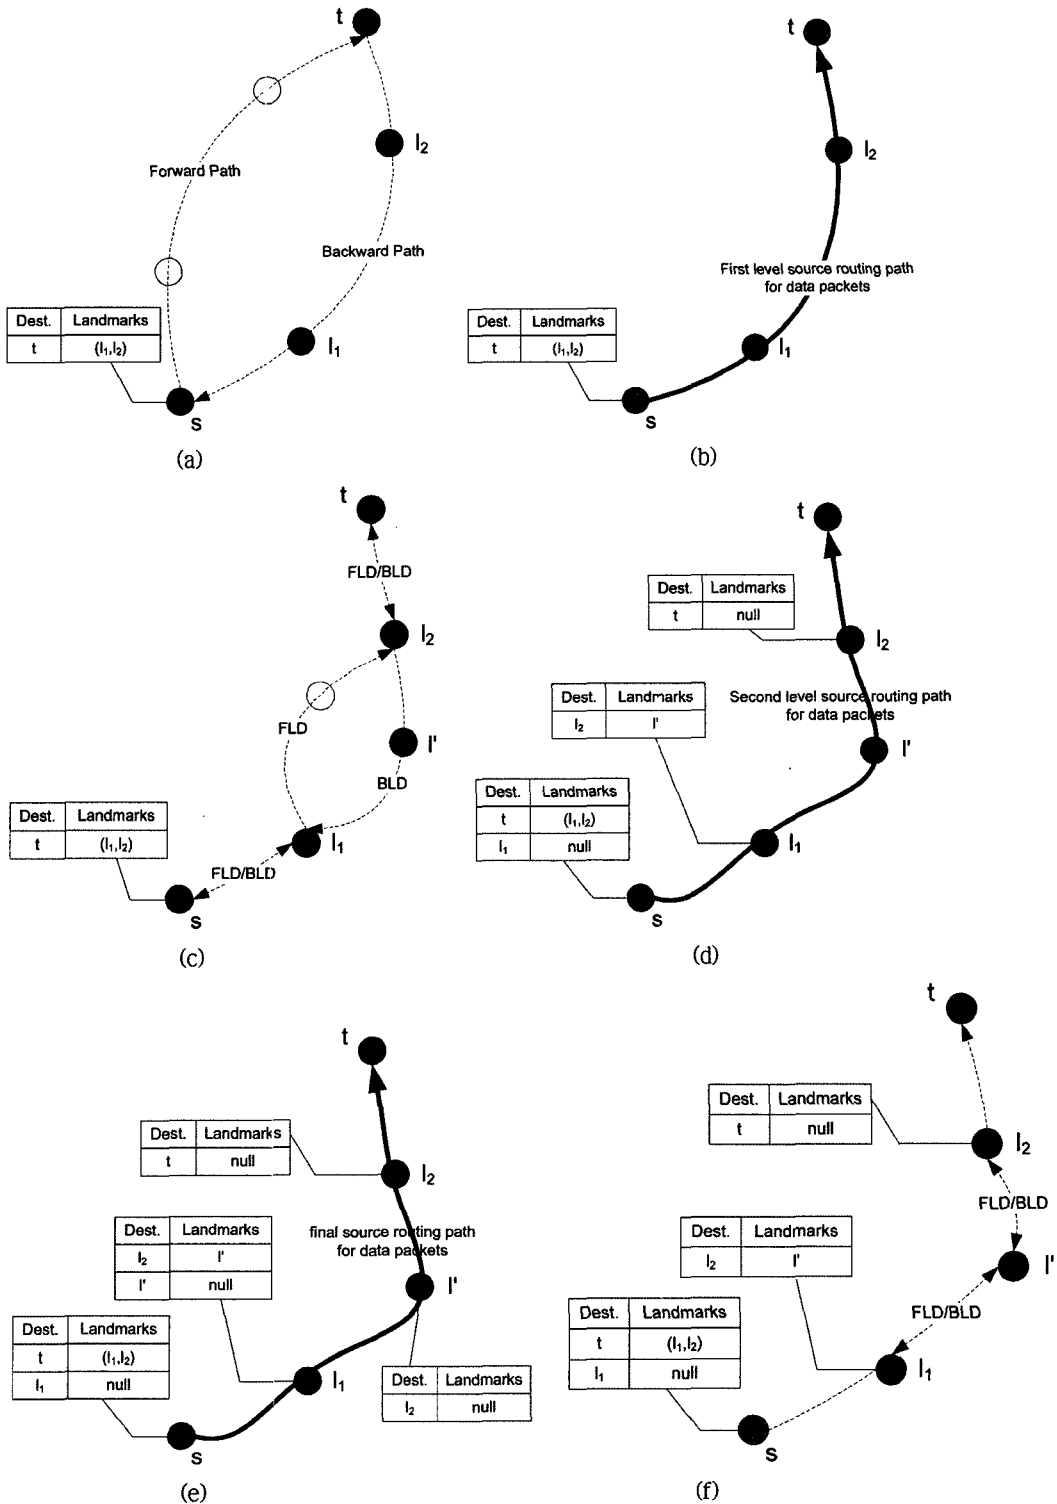 t
l₂
Forward Path
Backward Path
Dest. Landmarks
t (l₁,l₂)
l₁
s
(a)
t
l₂
First level source routing path
for data packets
Dest. Landmarks
t (l₁,l₂)
l₁
s
(b)
t
FLD/BLD
l₂
FLD
l'
BLD
Dest. Landmarks
t (l₁,l₂)
l₁
FLD/BLD
s
(c)
t
Dest. Landmarks
t null
l₂
Dest. Landmarks
l₂ l'
Second level source routing path
for data packets
l'
Dest. Landmarks
t (l₁,l₂)
l₁ null
l₁
s
(d)
t
Dest. Landmarks
t null
l₂
Dest. Landmarks
l₂ l'
l' null
final source routing path
for data packets
l'
Dest. Landmarks
t (l₁,l₂)
l₁ null
l₁
Dest. Landmarks
l₂ null
s
(e)
t
Dest. Landmarks
t null
l₂
FLD/BLD
Dest. Landmarks
l₂ l'
l'
FLD/BLD
Dest. Landmarks
t (l₁,l₂)
l₁ null
l₁
s
(f)